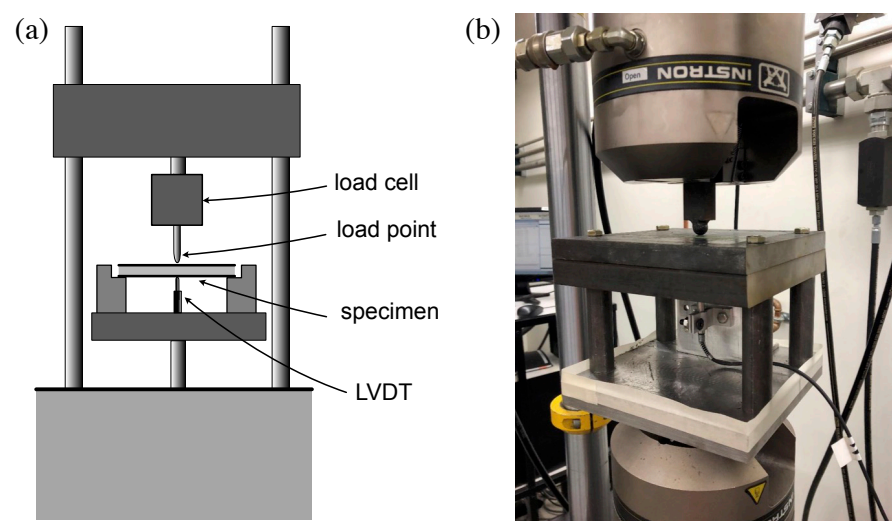 (a)
load cell
load point
specimen
LVDT
(b)
Open
INSTRON